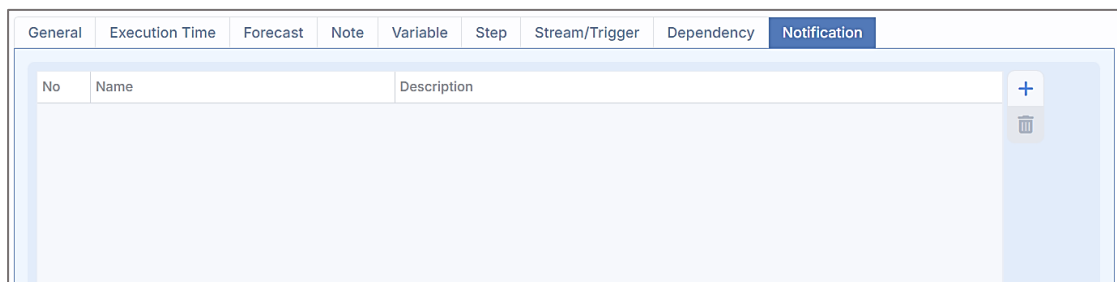 General Execution Time Forecast Note Variable Step Stream/Trigger Dependency Notification
No Name Description